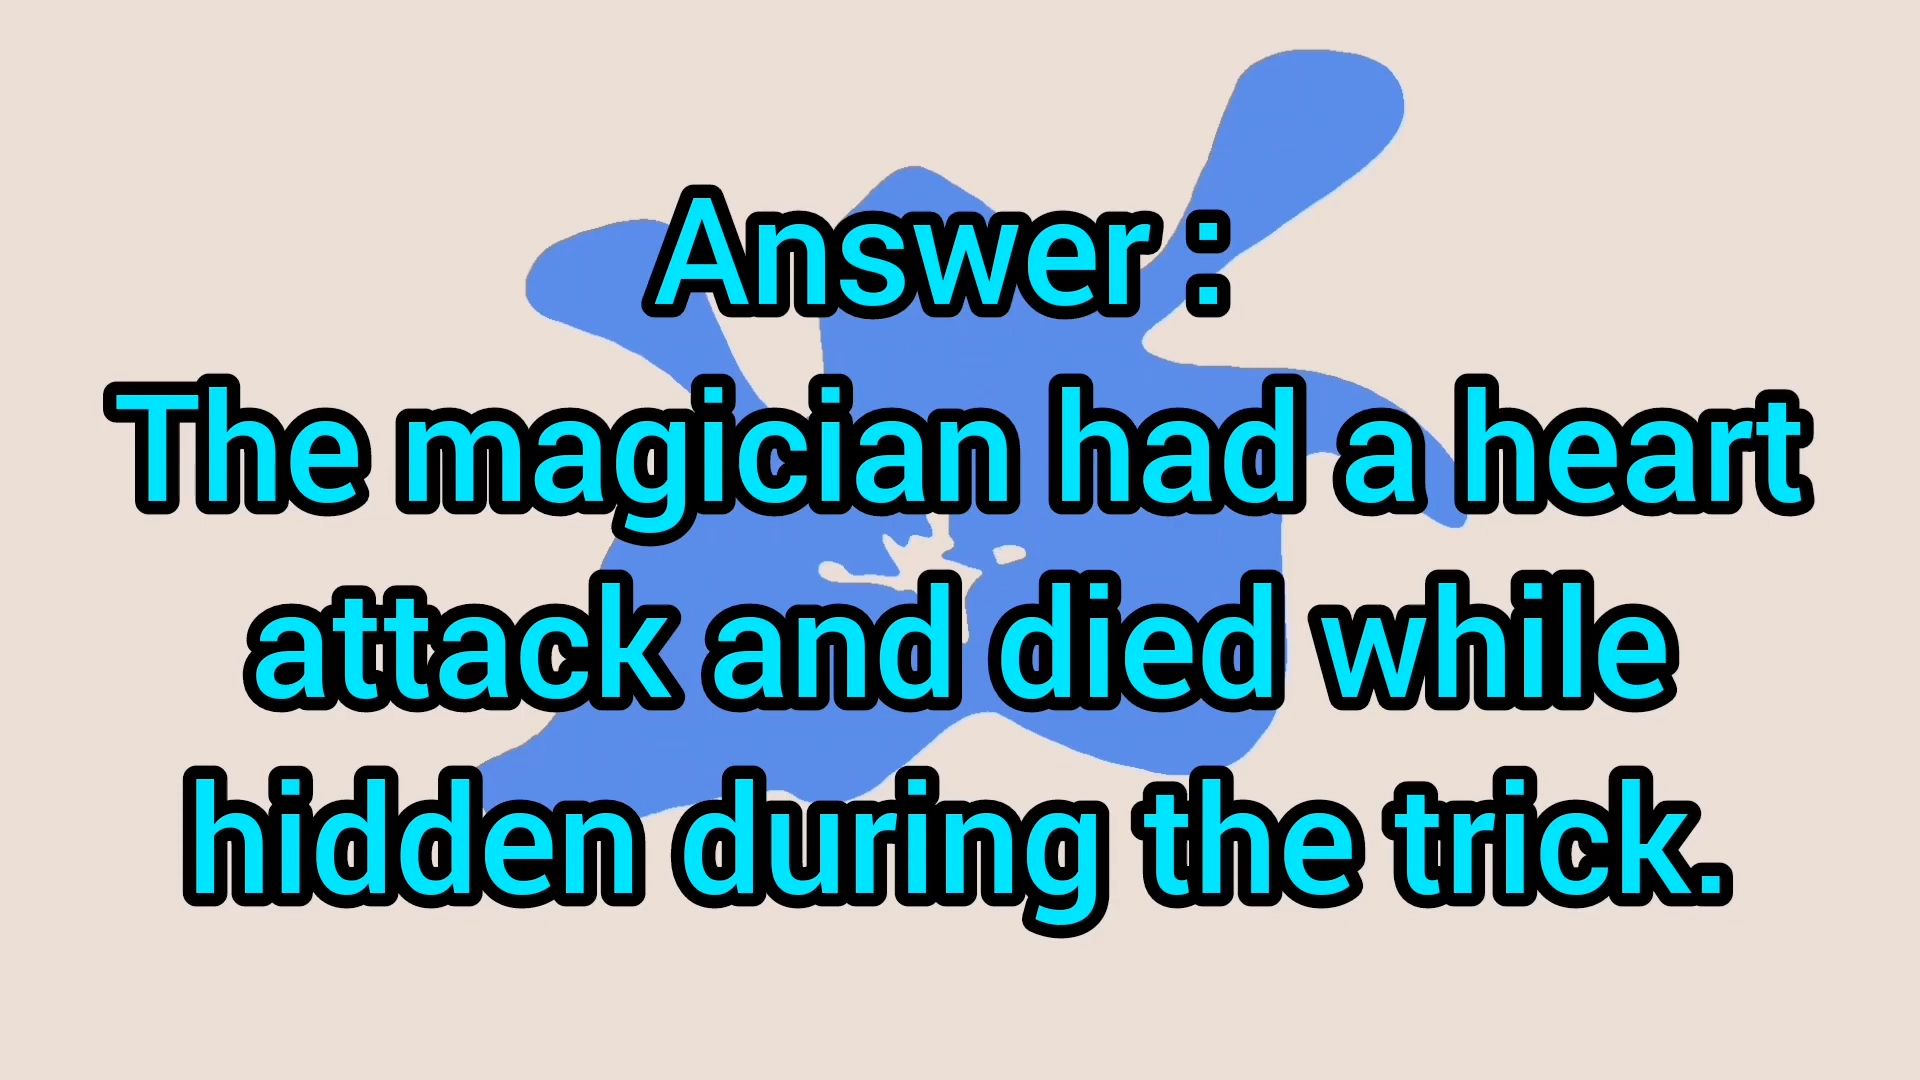 Answer :
The magician had a heart
attack and died while
hidden during the trick.